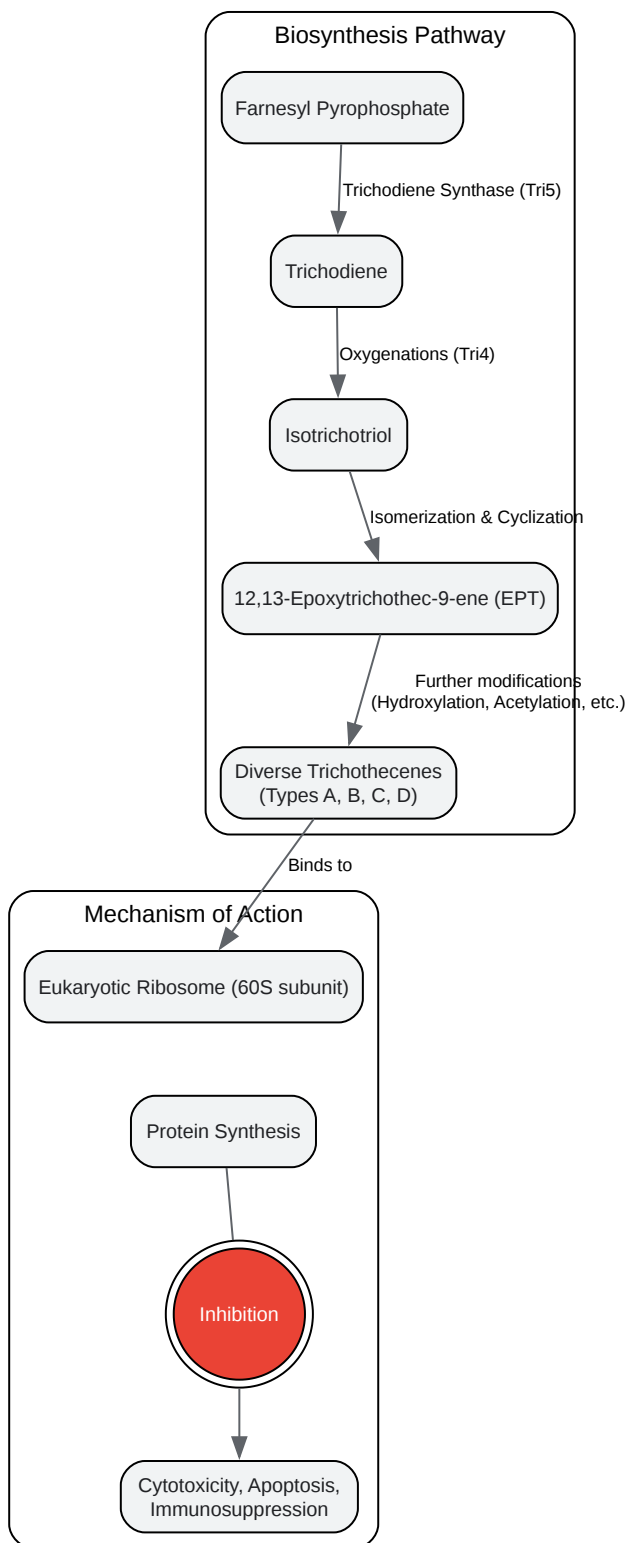 Biosynthesis Pathway
Farnesyl Pyrophosphate
Trichodiene Synthase (Tri5)
Trichodiene
Oxygenations (Tri4)
Isotrichotriol
Isomerization & Cyclization
12,13-Epoxytrichothec-9-ene (EPT)
Further modifications
(Hydroxylation, Acetylation, etc.)
Diverse Trichothecenes
(Types A, B, C, D)
Binds to
Mechanism of Action
Eukaryotic Ribosome (60S subunit)
Protein Synthesis
Inhibition
Cytotoxicity, Apoptosis,
Immunosuppression